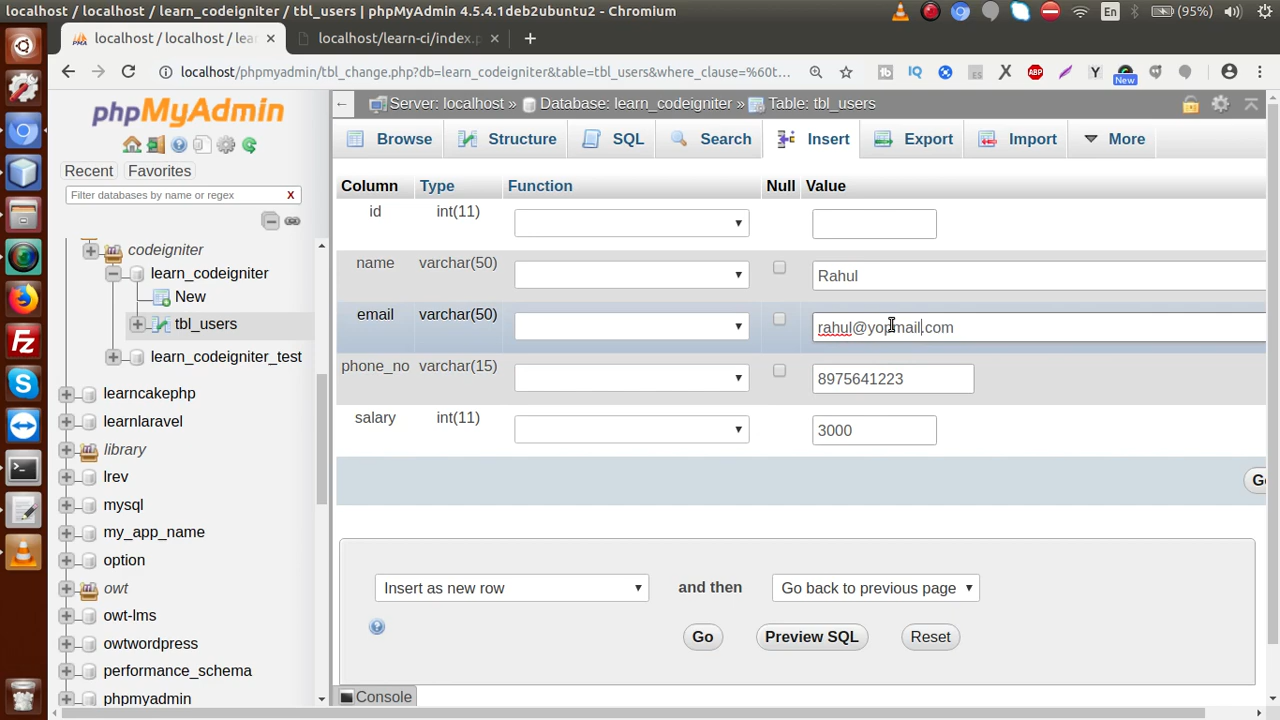 localhost / localhost / learn_codeigniter / tbl_users | phpMyAdmin 4.5.4.1deb2ubuntu2 - Chromium
En (95%)
localhost / localhost / lea
localhost/learn-ci/index.p
localhost/phpmyadmin/tbl_change.php?db=learn_codeigniter&table=tbl_users&where_clause=%60t...
ABP
New
phpMyAdmin
Recent Favorites
Filter databases by name or regex X
codeigniter
learn_codeigniter
New
tbl_users
learn_codeigniter_test
learncakephp
learnlaravel
library
lrev
mysql
my_app_name
option
owt
owt-lms
owtwordpress
performance_schema
phpmyadmin
Server: localhost » Database: learn_codeigniter » Table: tbl_users
Browse Structure SQL Search Insert Export Import More
Column Type Function Null Value
id int(11)
name varchar(50) Rahul
email varchar(50) rahul@yopmail.com
phone_no varchar(15) 8975641223
salary int(11) 3000
Insert as new row and then Go back to previous page
Go Preview SQL Reset
Console